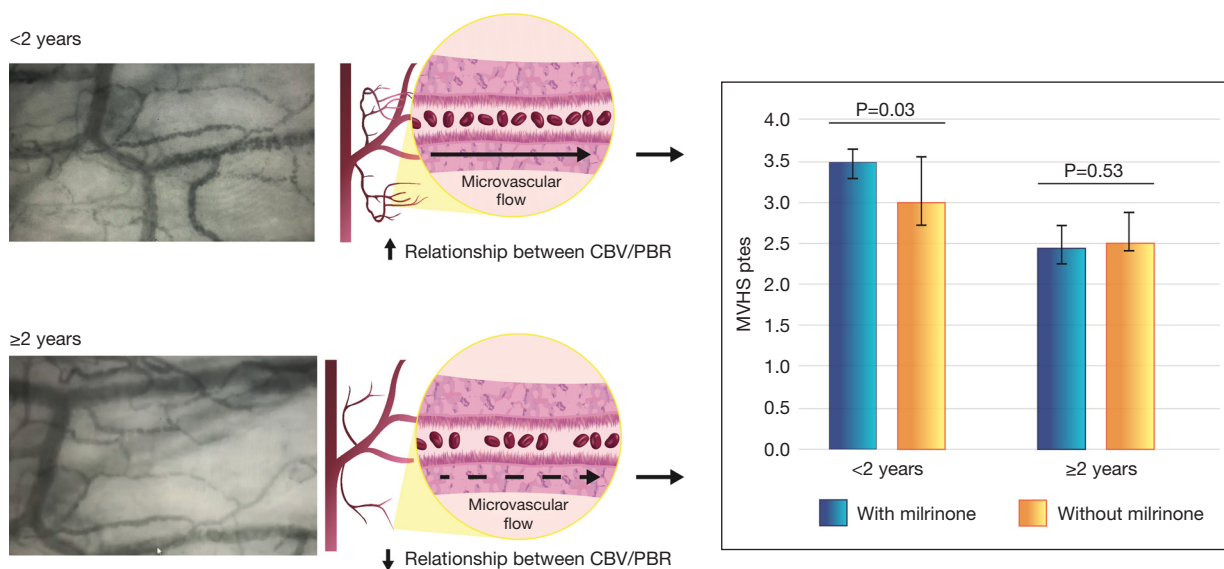 <2 years
Microvascular
flow
Relationship between CBV/PBR
≥2 years
Microvascular
flow
Relationship between CBV/PBR
P=0.03
P=0.53
MVHS ptes
4.0
3.5
3.0
2.5
2.0
1.5
1.0
0.5
0.0
<2 years
≥2 years
With milrinone
Without milrinone